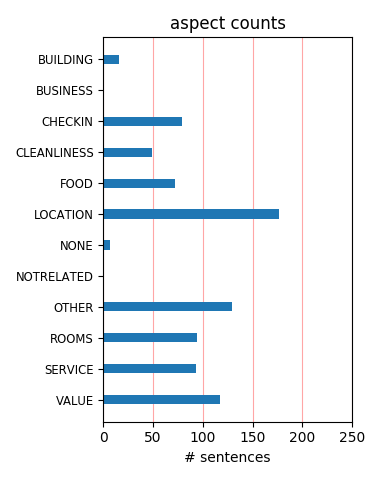 aspect counts
BUILDING
BUSINESS
CHECKIN
CLEANLINESS
FOOD
LOCATION
NONE
NOTRELATED
OTHER
ROOMS
SERVICE
VALUE
0 50 100 150 200 250
# sentences